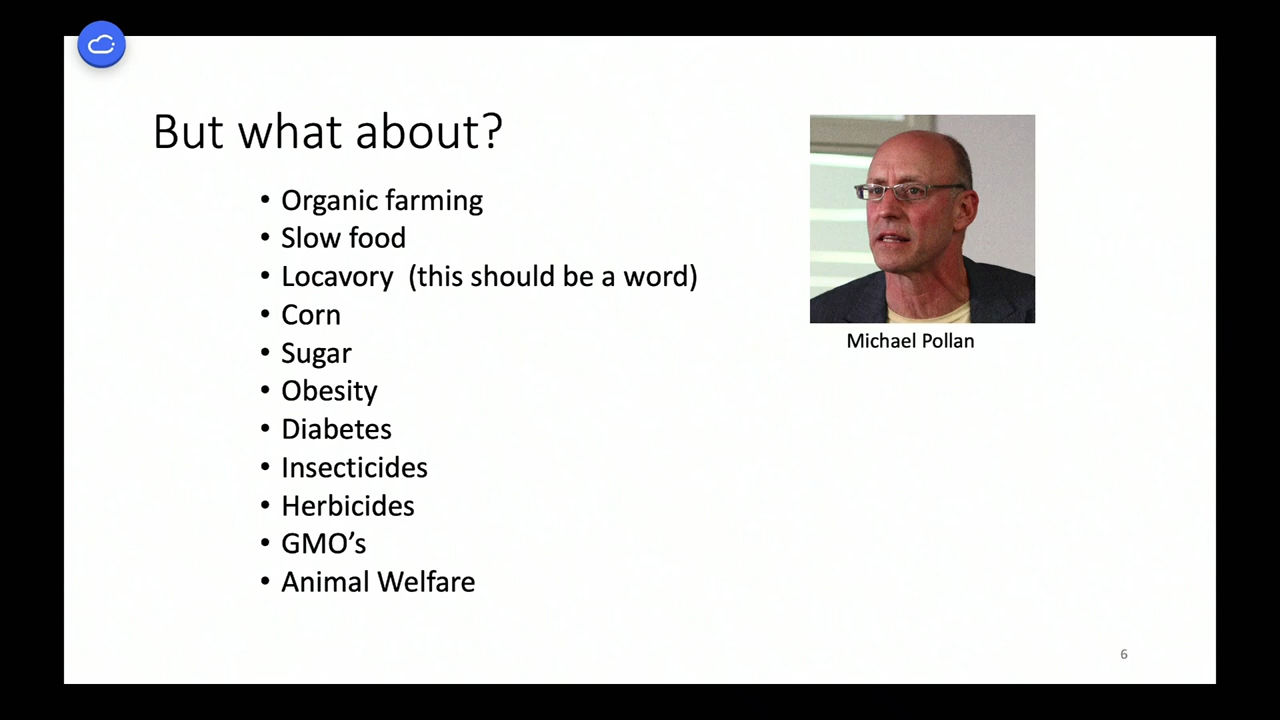 But what about?
• Organic farming
• Slow food
• Locavory (this should be a word)
• Corn
• Sugar
• Obesity
• Diabetes
• Insecticides
• Herbicides
• GMO’s
• Animal Welfare
Michael Pollan
6